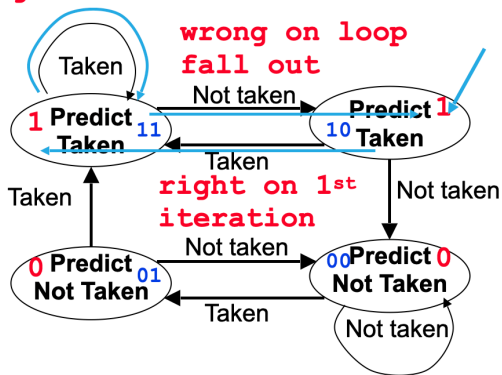 wrong on loop
fall out
Taken
Not taken
1 Predict 11
Taken
Predict 1
10 Taken
Taken
Taken
right on 1st
iteration
Not taken
Not taken
0 Predict 01
Not Taken
00 Predict 0
Not Taken
Taken
Not taken